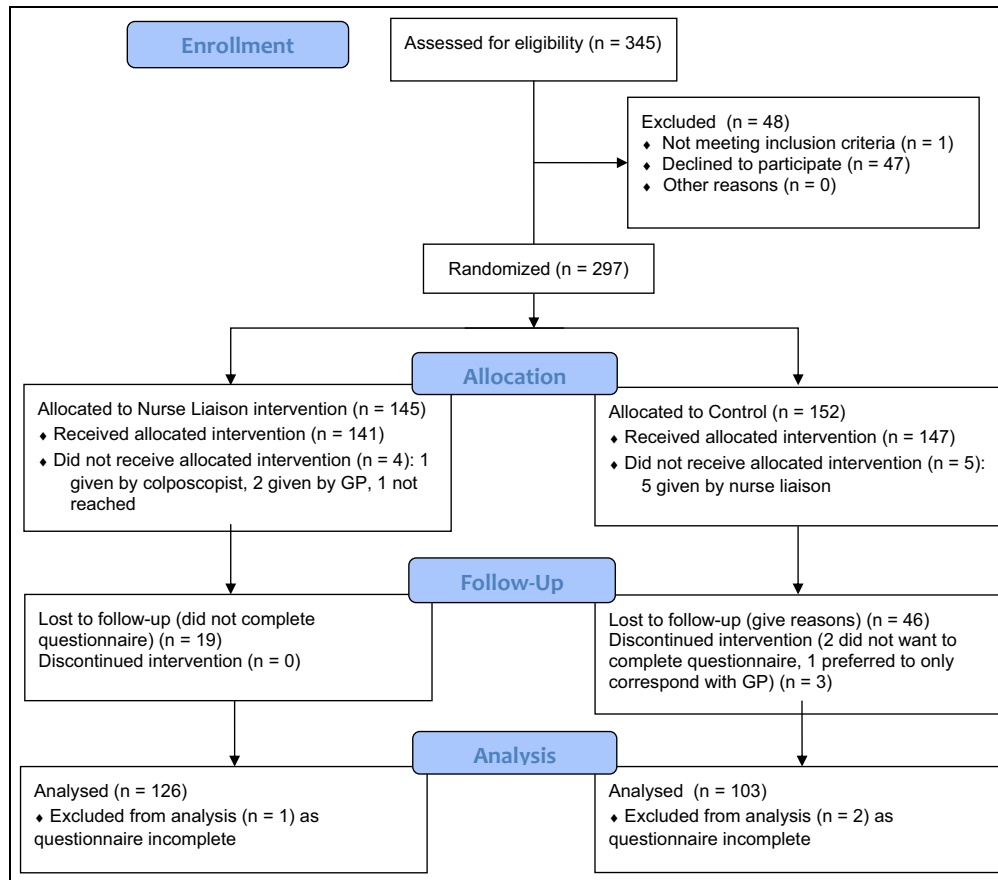 Enrollment
Assessed for eligibility (n = 345)
Excluded (n = 48)
♦ Not meeting inclusion criteria (n = 1)
♦ Declined to participate (n = 47)
♦ Other reasons (n = 0)
Randomized (n = 297)
Allocation
Allocated to Nurse Liaison intervention (n = 145)
♦ Received allocated intervention (n = 141)
♦ Did not receive allocated intervention (n = 4): 1
given by colposcopist, 2 given by GP, 1 not
reached
Allocated to Control (n = 152)
♦ Received allocated intervention (n = 147)
♦ Did not receive allocated intervention (n = 5):
5 given by nurse liaison
Follow-Up
Lost to follow-up (did not complete
questionnaire) (n = 19)
Discontinued intervention (n = 0)
Lost to follow-up (give reasons) (n = 46)
Discontinued intervention (2 did not want to
complete questionnaire, 1 preferred to only
correspond with GP) (n = 3)
Analysis
Analysed (n = 126)
♦ Excluded from analysis (n = 1) as
questionnaire incomplete
Analysed (n = 103)
♦ Excluded from analysis (n = 2) as
questionnaire incomplete